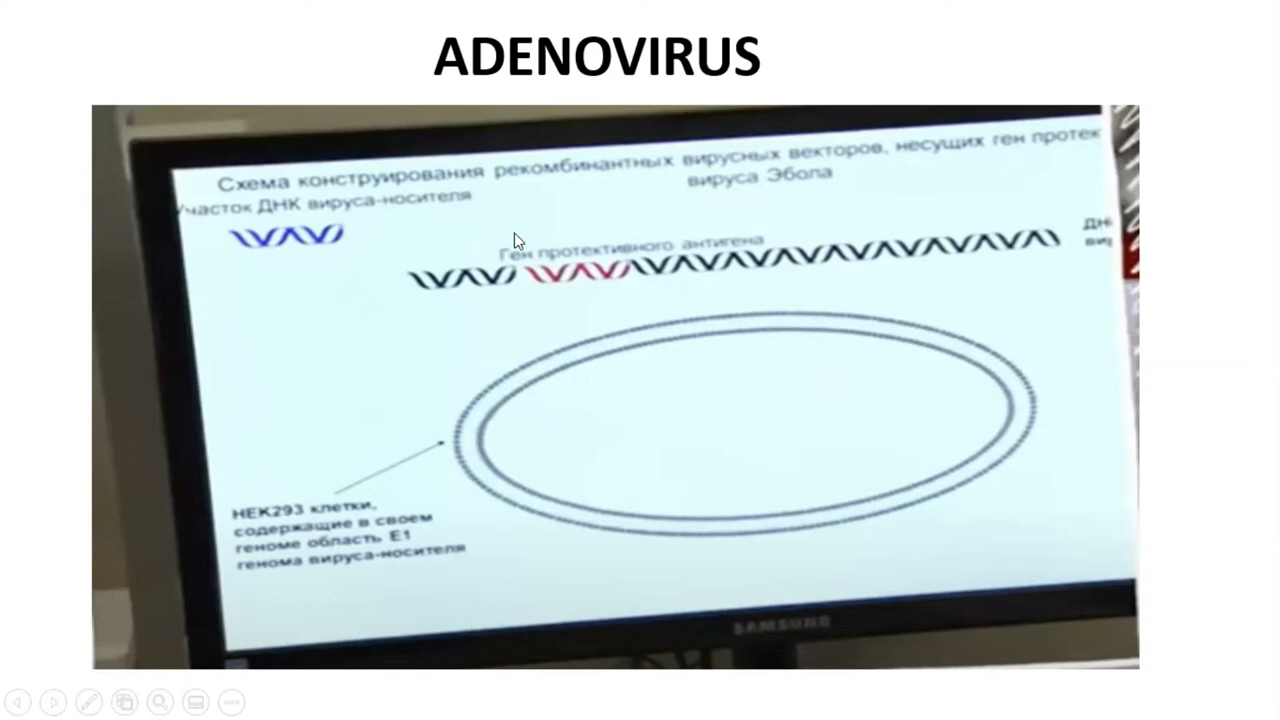 ADENOVIRUS
Схема конструирования рекомбинантных вирусных векторов, несущих ген протек
вируса Эбола
Участок ДНК вируса-носителя
Ген протективного антигена
HEK293 клетки,
содержащие в своем
геноме область E1
генома вируса-носителя
SAMSUNG